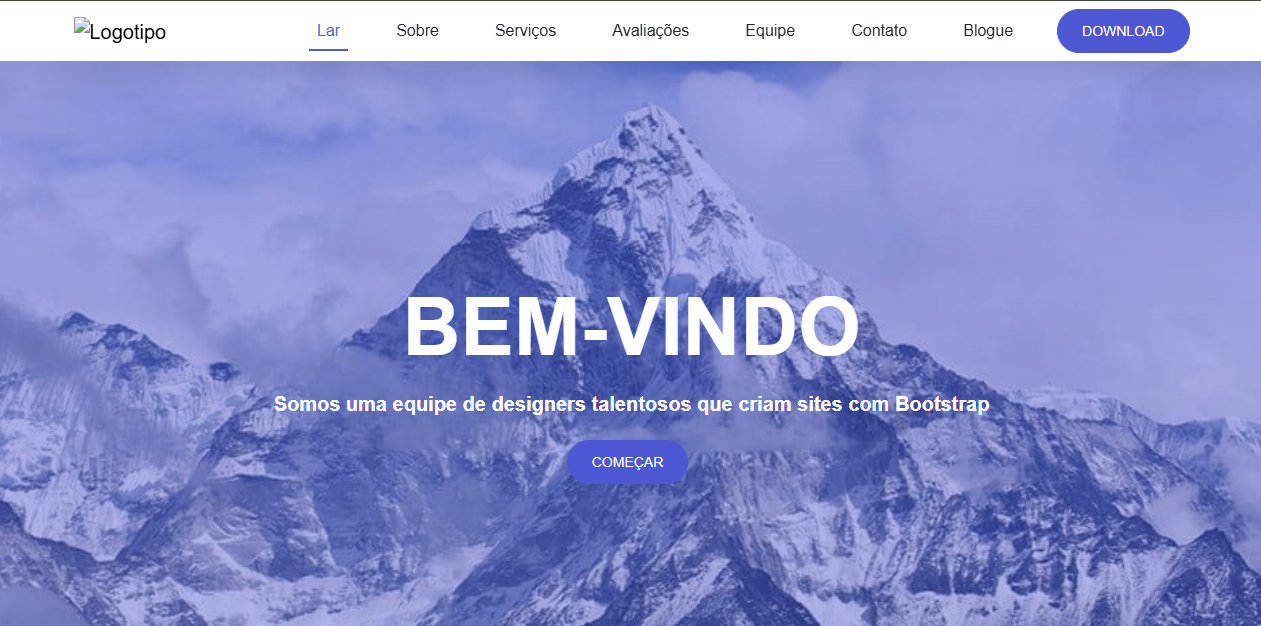 Logotipo Lar Sobre Serviços Avaliações Equipe Contato Blogue DOWNLOAD
BEM-VINDO
Somos uma equipe de designers talentosos que criam sites com Bootstrap
COMEÇAR